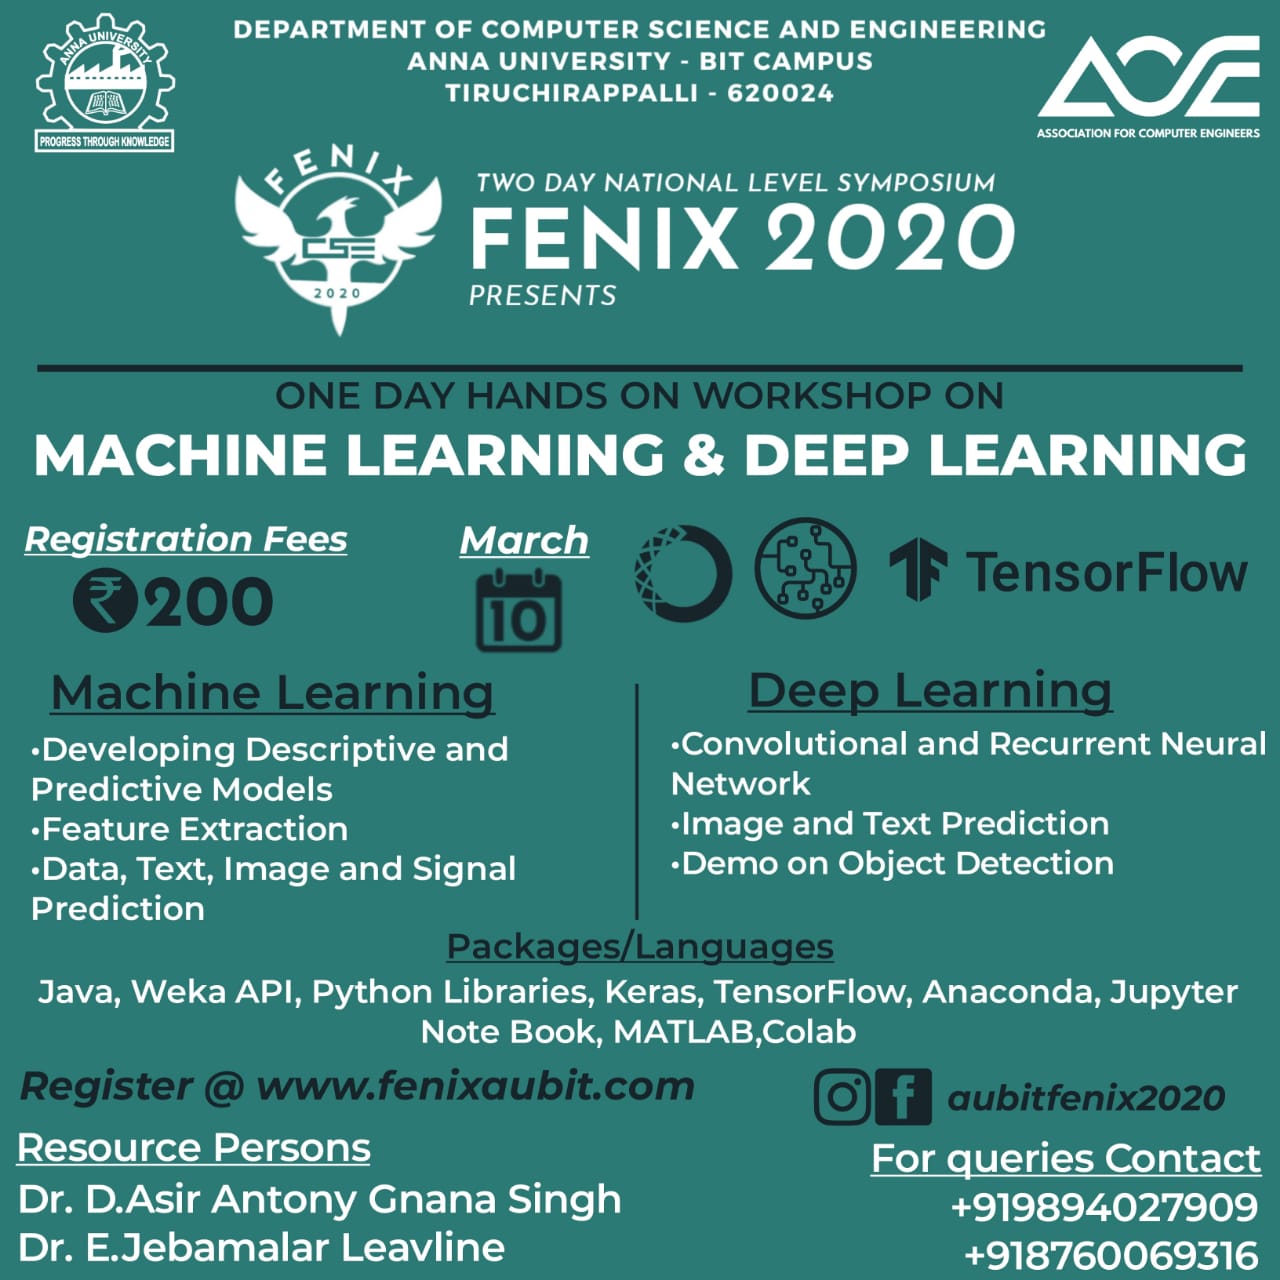 ANNA UNIVERSITY
PROGRESS THROUGH KNOWLEDGE
DEPARTMENT OF COMPUTER SCIENCE AND ENGINEERING
ANNA UNIVERSITY - BIT CAMPUS
TIRUCHIRAPPALLI - 620024
ACE
ASSOCIATION FOR COMPUTER ENGINEERS
FENIX
CSE
2020
TWO DAY NATIONAL LEVEL SYMPOSIUM
FENIX 2020
PRESENTS
ONE DAY HANDS ON WORKSHOP ON
MACHINE LEARNING & DEEP LEARNING
Registration Fees
₹200
March
10
TensorFlow
Machine Learning
•Developing Descriptive and
Predictive Models
•Feature Extraction
•Data, Text, Image and Signal
Prediction
Deep Learning
•Convolutional and Recurrent Neural
Network
•Image and Text Prediction
•Demo on Object Detection
Packages/Languages
Java, Weka API, Python Libraries, Keras, TensorFlow, Anaconda, Jupyter
Note Book, MATLAB,Colab
Register @ www.fenixaubit.com
aubitfenix2020
Resource Persons
Dr. D.Asir Antony Gnana Singh
Dr. E.Jebamalar Leavline
For queries Contact
+919894027909
+918760069316